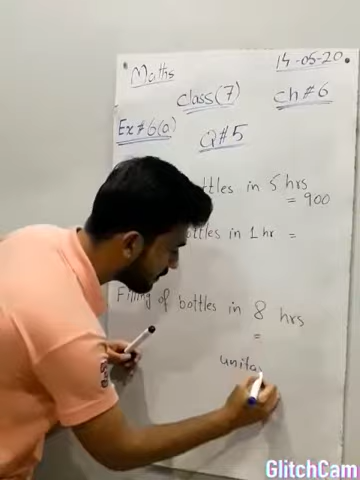 Maths
14-05-20
class(7)
ch#6
Ex#6(a)
Q#5
ttles in 5 hrs
= 900
ttles in 1 hr =
Filling of bottles in 8 hrs
=
unita
GlitchCam